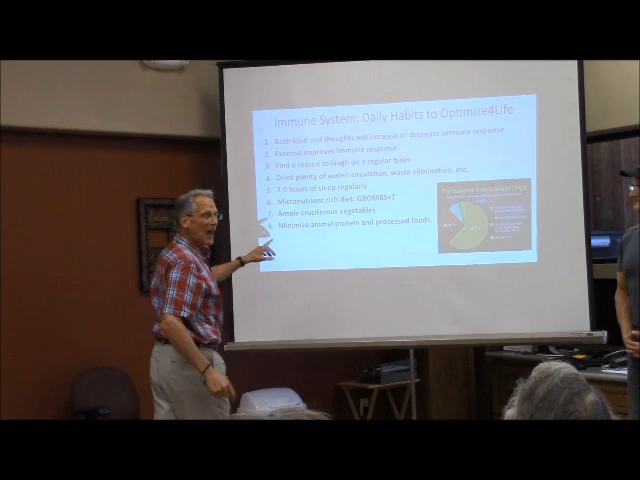 Immune System: Daily Habits to Optimize4Life
1. Both food and thoughts will increase or decrease immune response
2. Exercise improves immune response
3. Find a reason to laugh on a regular basis
4. Drink plenty of water: circulation, waste elimination, etc.
5. 7-9 hours of sleep regularly
6. Micronutrient rich diet: GBOMBS+T
7. Ample cruciferous vegetables
8. Minimize animal protein and processed foods.